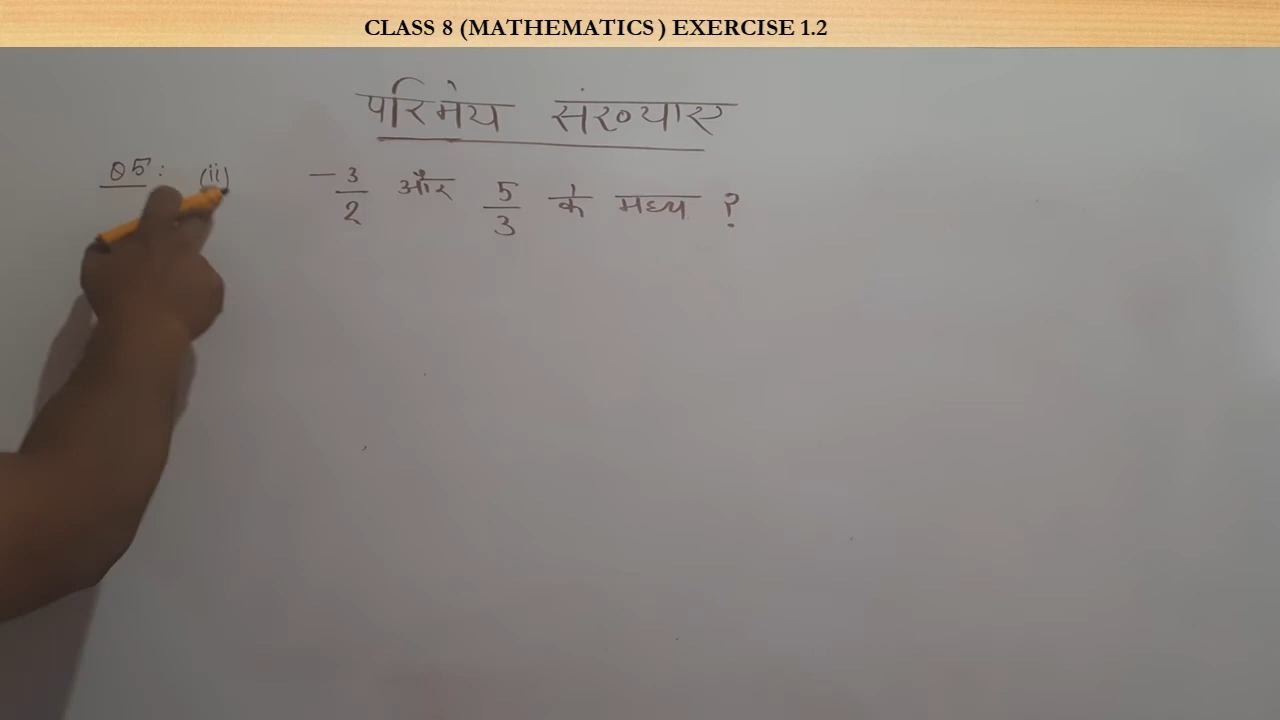 CLASS 8 (MATHEMATICS ) EXERCISE 1.2
परिमेय संख्याए
Q5: (ii) -3/2 और 5/3 के मध्य ?